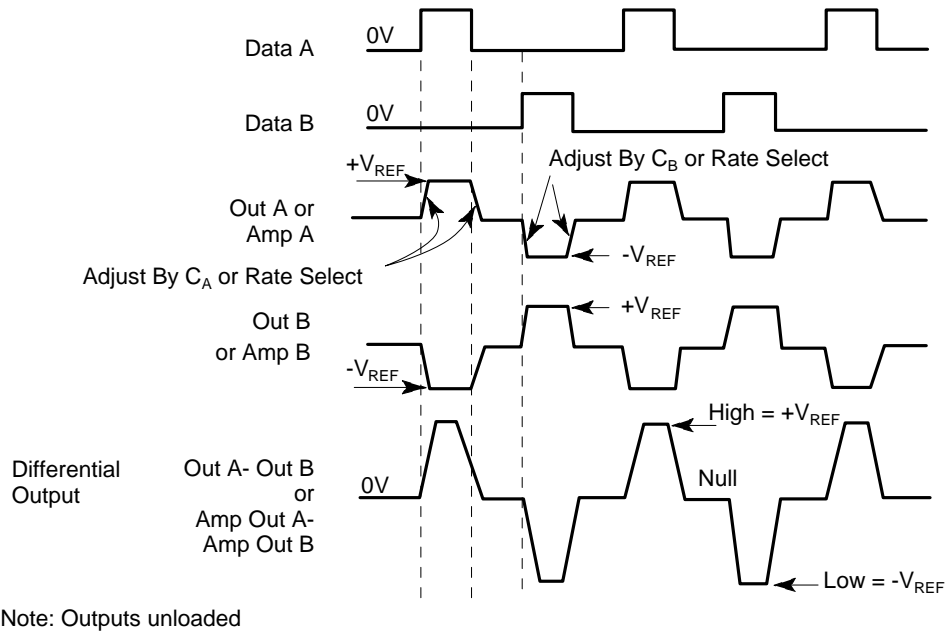 Data A
0V
Data B
0V
Adjust By CB or Rate Select
+VREF
Out A or
Amp A
-VREF
Adjust By CA or Rate Select
+VREF
Out B
or Amp B
-VREF
High = +VREF
Differential
Output
Out A- Out B
or
Amp Out A-
Amp Out B
0V
Null
Low = -VREF
Note: Outputs unloaded